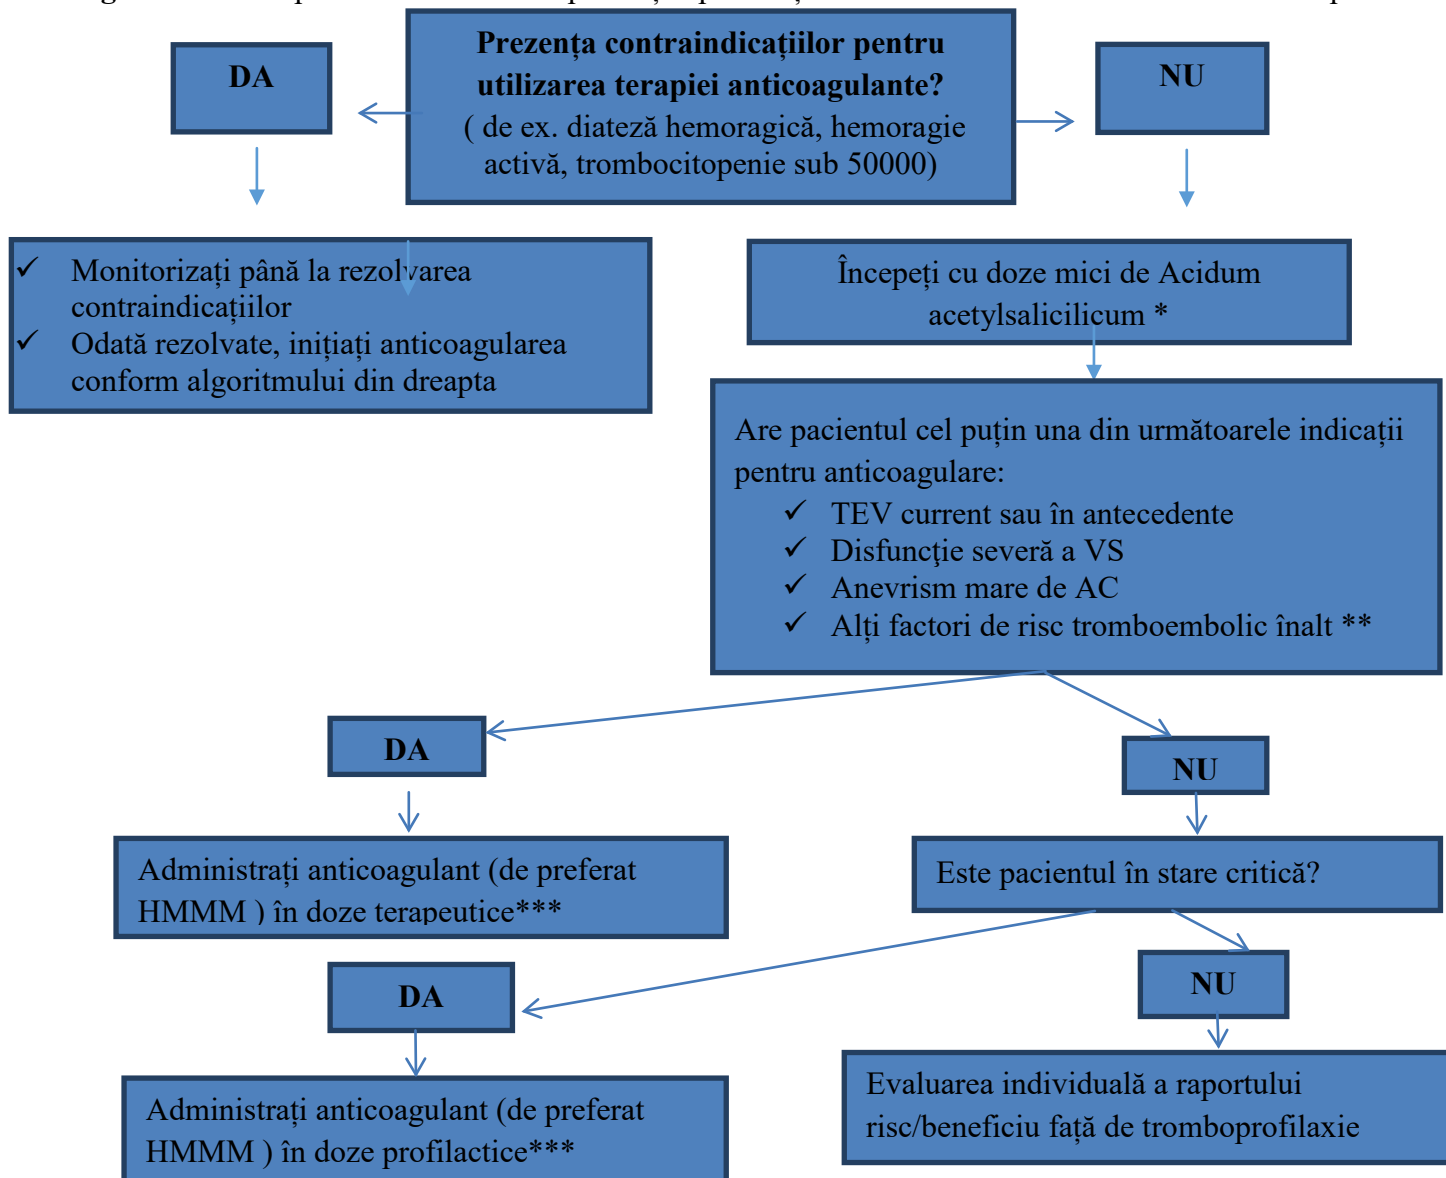 Prezența contraindicațiilor pentru
utilizarea terapiei anticoagulante?
( de ex. diateză hemoragică, hemoragie
activă, trombocitopenie sub 50000)
DA
NU
✓ Monitorizați până la rezolvarea
contraindicațiilor
✓ Odată rezolvate, inițiați anticoagularea
conform algoritmului din dreapta
Începeți cu doze mici de Acidum
acetylsalicilicum *
Are pacientul cel puțin una din următoarele indicații
pentru anticoagulare:
✓ TEV current sau în antecedente
✓ Disfuncţie severă a VS
✓ Anevrism mare de AC
✓ Alți factori de risc tromboembolic înalt **
DA
NU
Administrați anticoagulant (de preferat
HMMM ) în doze terapeutice***
Este pacientul în stare critică?
DA
NU
Administrați anticoagulant (de preferat
HMMM ) în doze profilactice***
Evaluarea individuală a raportului
risc/beneficiu față de tromboprofilaxie